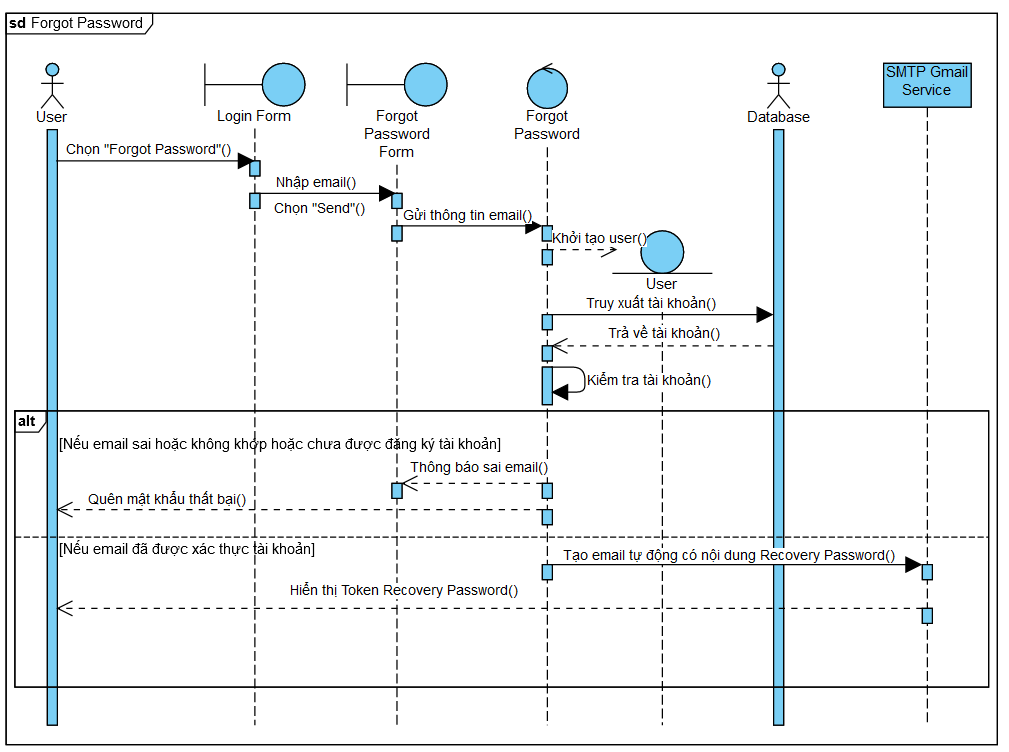 sd Forgot Password
User
Login Form
Forgot
Password
Form
Forgot
Password
Database
SMTP Gmail
Service
Chọn "Forgot Password"()
Nhập email()
Chọn "Send"()
Gửi thông tin email()
Khởi tạo user()
User
Truy xuất tài khoản()
Trả về tài khoản()
Kiểm tra tài khoản()
alt
[Nếu email sai hoặc không khớp hoặc chưa được đăng ký tài khoản]
Thông báo sai email()
Quên mật khẩu thất bại()
[Nếu email đã được xác thực tài khoản]
Tạo email tự động có nội dung Recovery Password()
Hiển thị Token Recovery Password()